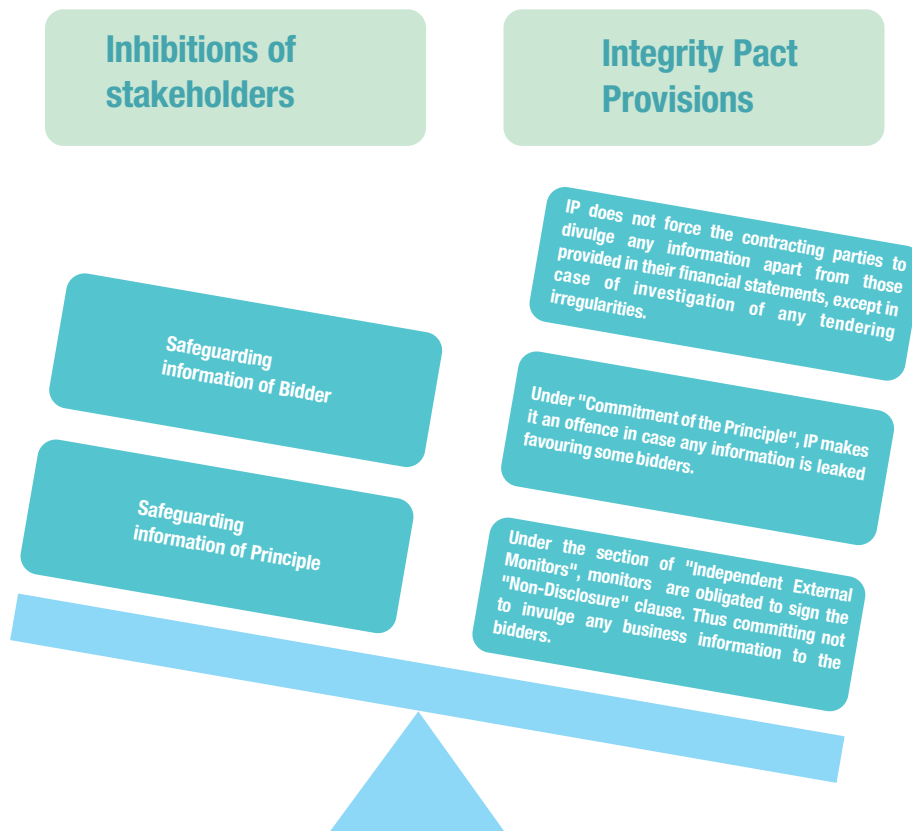 Inhibitions of
stakeholders
Integrity Pact
Provisions
Safeguarding
information of Bidder
Safeguarding
information of Principle
IP does not force the contracting parties to
divulge any information apart from those
provided in their financial statements, except in
case of investigation of any tendering
irregularities.
Under "Commitment of the Principle", IP makes
it an offence in case any information is leaked
favouring some bidders.
Under the section of "Independent External
Monitors", monitors are obligated to sign the
"Non-Disclosure" clause. Thus committing not
to invulge any business information to the
bidders.